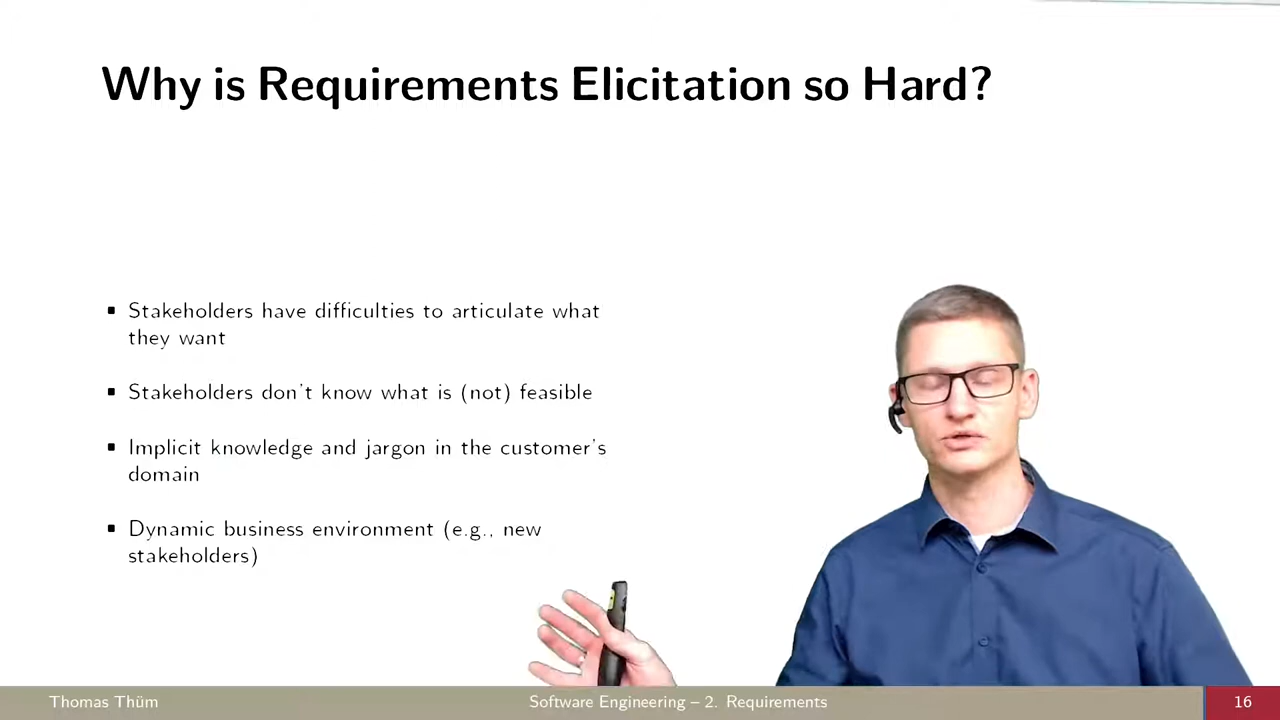 Why is Requirements Elicitation so Hard?
▪ Stakeholders have difficulties to articulate what
they want
▪ Stakeholders don't know what is (not) feasible
▪ Implicit knowledge and jargon in the customer's
domain
▪ Dynamic business environment (e.g., new
stakeholders)
Thomas Thüm
Software Engineering – 2. Requirements
16